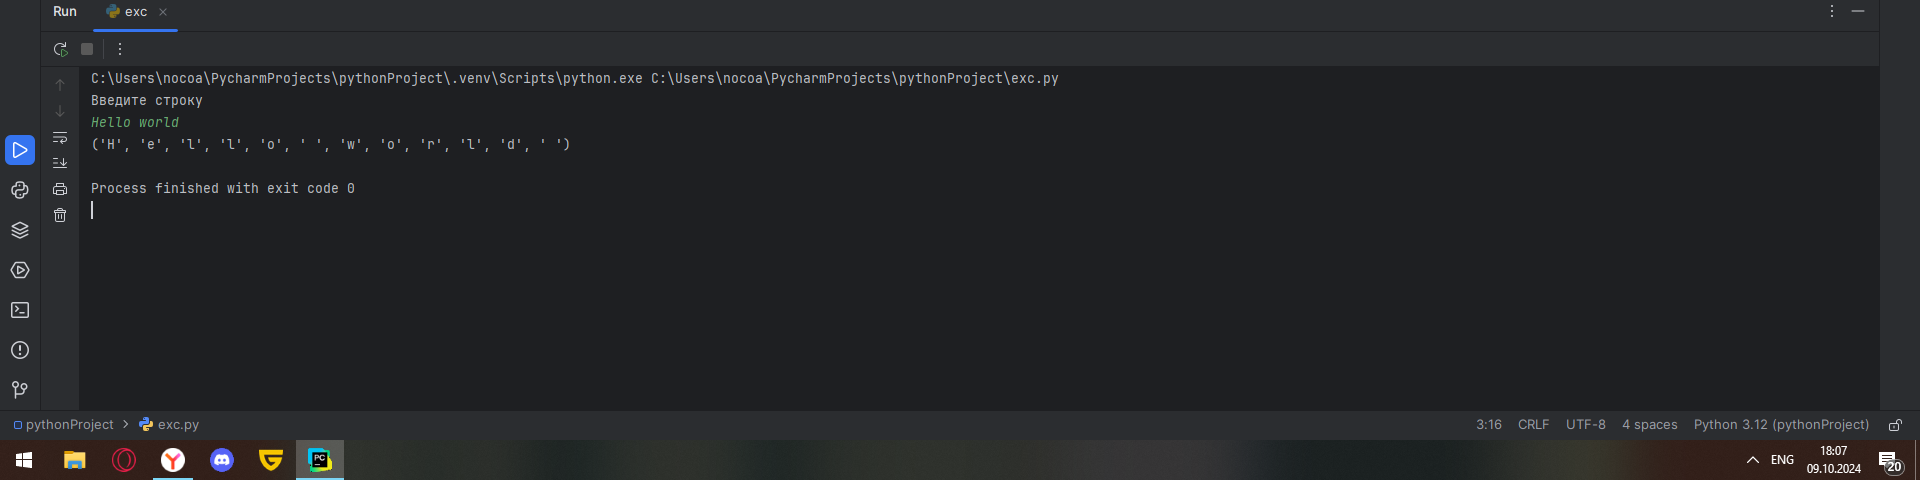 Run exc
C:\Users\nocoa\PycharmProjects\pythonProject\.venv\Scripts\python.exe C:\Users\nocoa\PycharmProjects\pythonProject\exc.py
Введите строку
Hello world
('H', 'e', 'l', 'l', 'o', ' ', 'w', 'o', 'r', 'l', 'd', ' ')
Process finished with exit code 0
pythonProject > exc.py 3:16 CRLF UTF-8 4 spaces Python 3.12 (pythonProject)
PC
ENG 18:07
09.10.2024 20